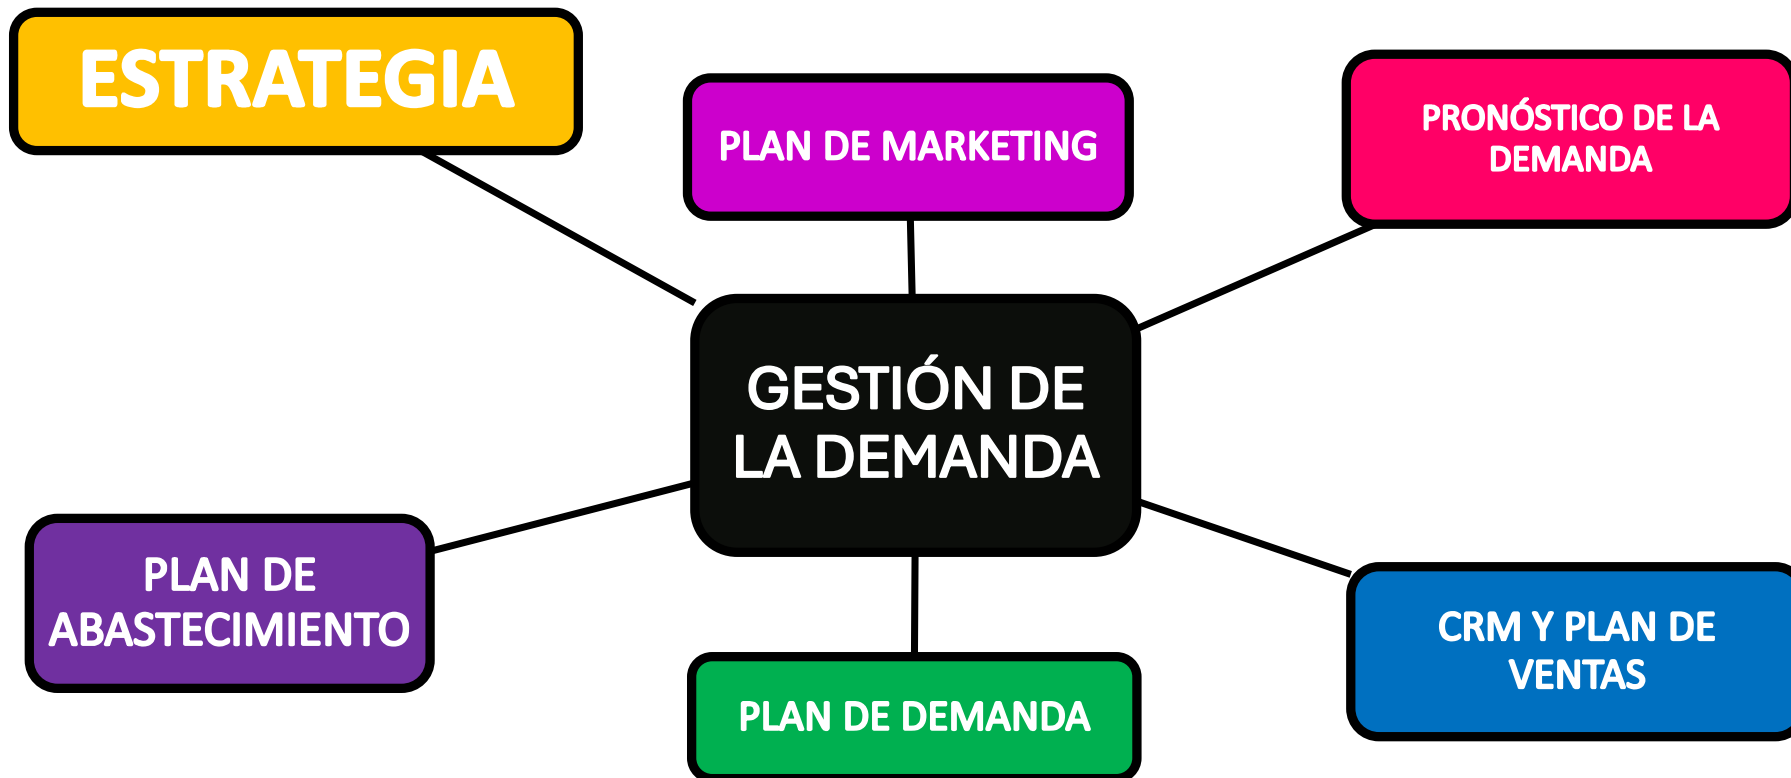 ESTRATEGIA
PLAN DE MARKETING
PRONÓSTICO DE LA
DEMANDA
GESTIÓN DE
LA DEMANDA
PLAN DE
ABASTECIMIENTO
PLAN DE DEMANDA
CRM Y PLAN DE
VENTAS